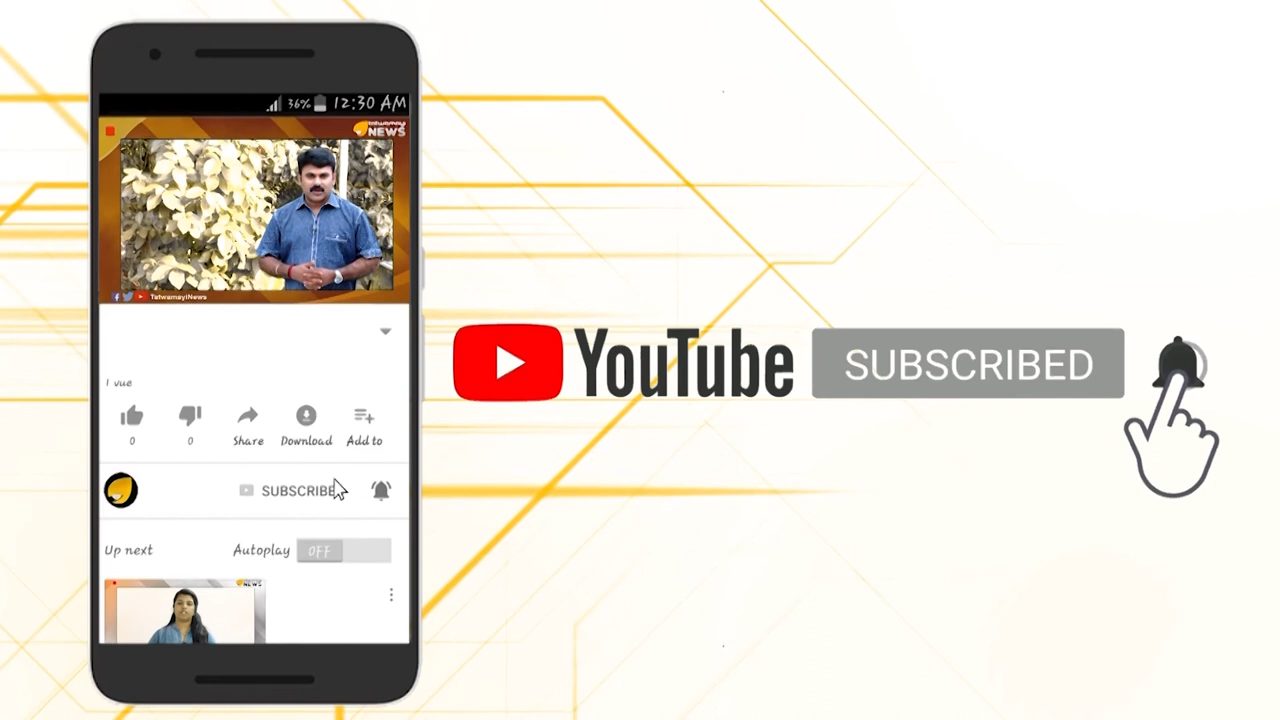 36% 12:30 AM
tatwamayi
NEWS
TatwamayiNews
1 vue
0 0 Share Download Add to
SUBSCRIBE
Up next Autoplay OFF
NEWS
YouTube SUBSCRIBED